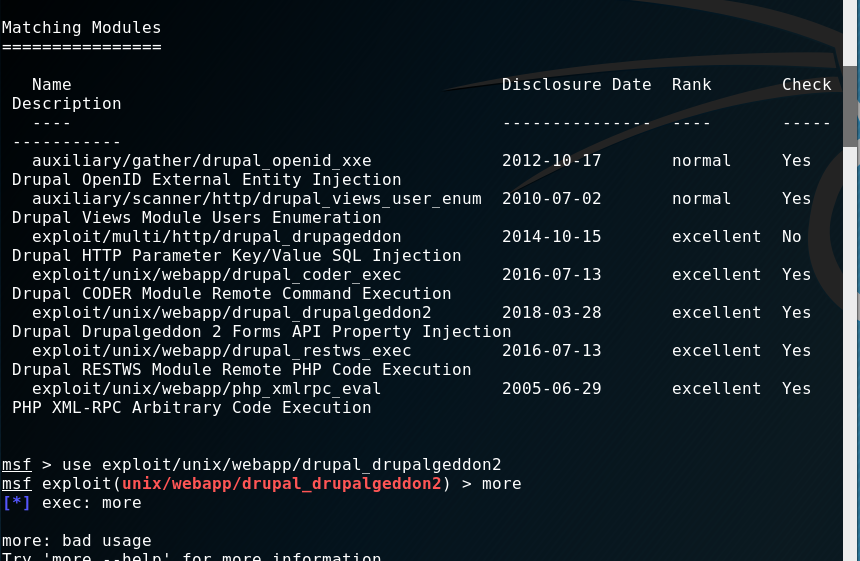 Matching Modules
================
Name Disclosure Date Rank Check
Description
---- --------------- ---- -----
-----------
auxiliary/gather/drupal_openid_xxe 2012-10-17 normal Yes
Drupal OpenID External Entity Injection
auxiliary/scanner/http/drupal_views_user_enum 2010-07-02 normal Yes
Drupal Views Module Users Enumeration
exploit/multi/http/drupal_drupageddon 2014-10-15 excellent No
Drupal HTTP Parameter Key/Value SQL Injection
exploit/unix/webapp/drupal_coder_exec 2016-07-13 excellent Yes
Drupal CODER Module Remote Command Execution
exploit/unix/webapp/drupal_drupalgeddon2 2018-03-28 excellent Yes
Drupal Drupalgeddon 2 Forms API Property Injection
exploit/unix/webapp/drupal_restws_exec 2016-07-13 excellent Yes
Drupal RESTWS Module Remote PHP Code Execution
exploit/unix/webapp/php_xmlrpc_eval 2005-06-29 excellent Yes
PHP XML-RPC Arbitrary Code Execution
msf > use exploit/unix/webapp/drupal_drupalgeddon2
msf exploit(unix/webapp/drupal_drupalgeddon2) > more
[*] exec: more
more: bad usage
Try 'more --help' for more information